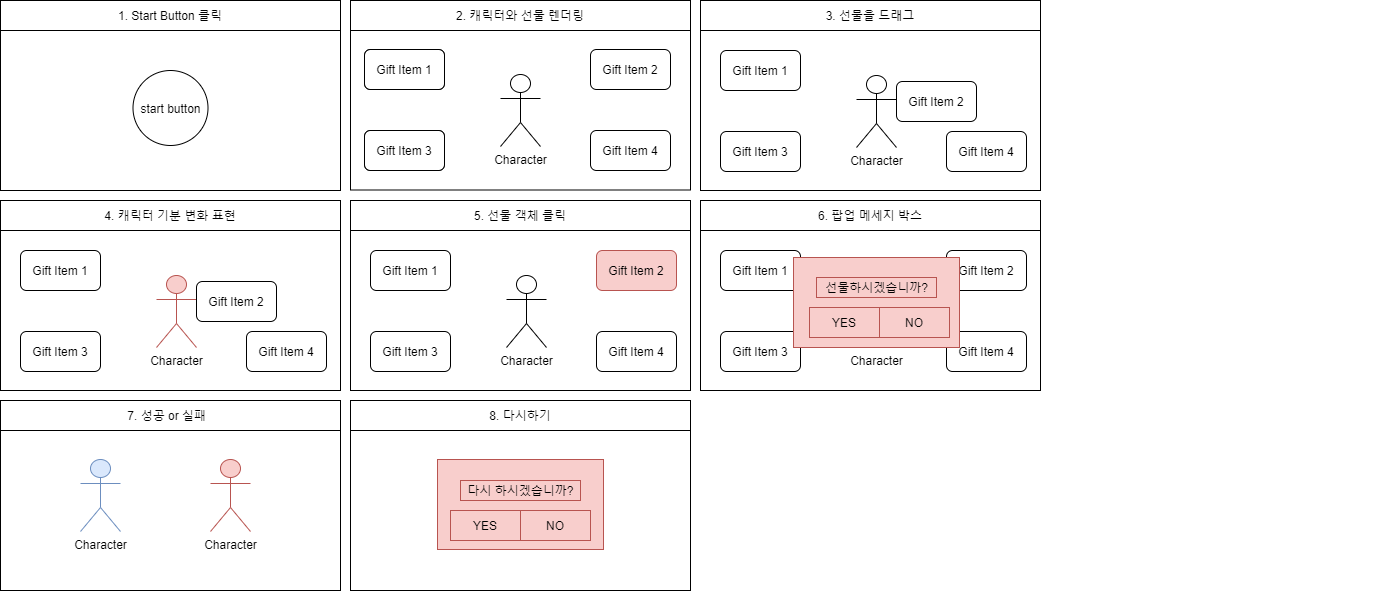 1. Start Button 클릭
start button
2. 캐릭터와 선물 렌더링
Gift Item 1
Gift Item 2
Gift Item 3
Gift Item 4
Character
3. 선물을 드래그
Gift Item 1
Gift Item 2
Gift Item 3
Gift Item 4
Character
4. 캐릭터 기분 변화 표현
Gift Item 1
Gift Item 2
Gift Item 3
Gift Item 4
Character
5. 선물 객체 클릭
Gift Item 1
Gift Item 2
Gift Item 3
Gift Item 4
Character
6. 팝업 메세지 박스
Gift Item 1
Gift Item 2
선물하시겠습니까?
YES
NO
Gift Item 3
Gift Item 4
Character
7. 성공 or 실패
Character
Character
8. 다시하기
다시 하시겠습니까?
YES
NO